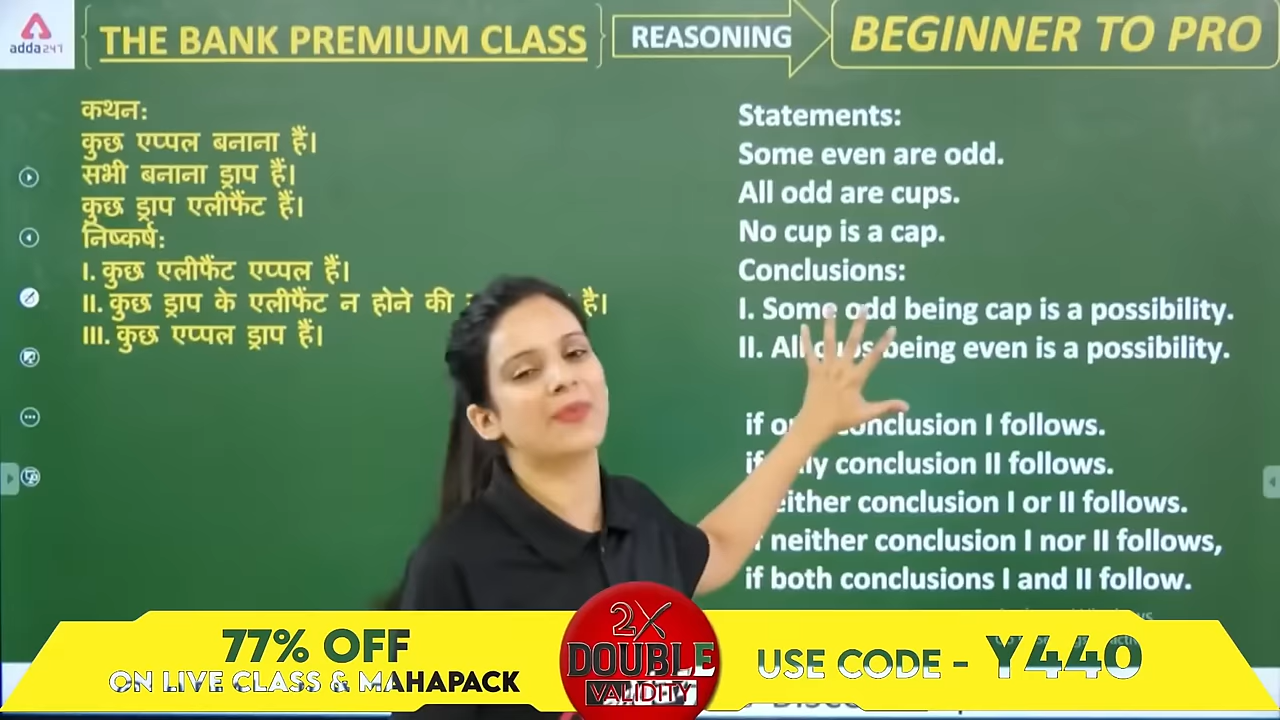 adda247
THE BANK PREMIUM CLASS
REASONING
BEGINNER TO PRO
कथन:
कुछ एप्पल बनाना हैं।
सभी बनाना ड्राप हैं।
कुछ ड्राप एलीफैंट हैं।
निष्कर्ष:
I. कुछ एलीफैंट एप्पल हैं।
II. कुछ ड्राप के एलीफैंट न होने की है।
III. कुछ एप्पल ड्राप हैं।
Statements:
Some even are odd.
All odd are cups.
No cup is a cap.
Conclusions:
I. Some odd being cap is a possibility.
II. All cups being even is a possibility.
if conclusion I follows.
if conclusion II follows.
either conclusion I or II follows.
neither conclusion I nor II follows,
if both conclusions I and II follow.
77% OFF
ON LIVE CLASS & MAHAPACK
2X
DOUBLE
VALIDITY
USE CODE - Y440